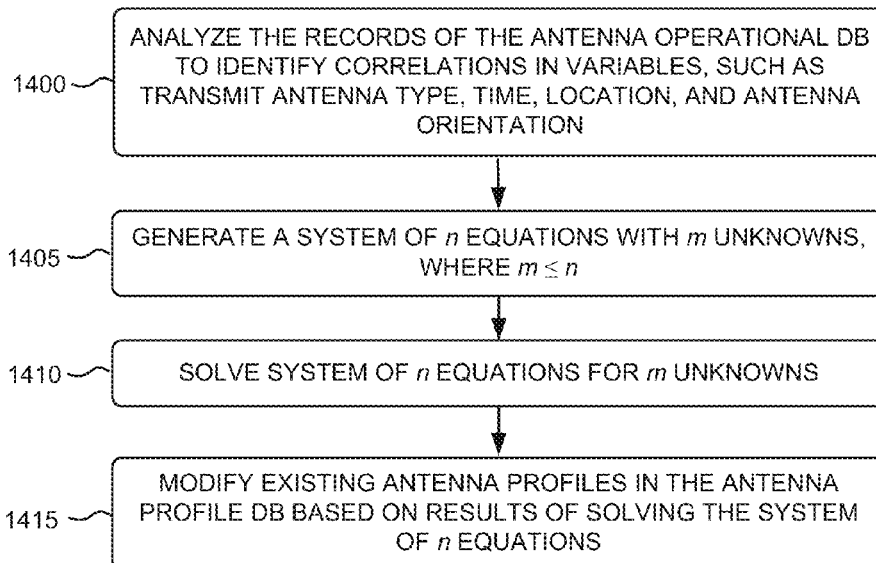 ANALYZE THE RECORDS OF THE ANTENNA OPERATIONAL DB
TO IDENTIFY CORRELATIONS IN VARIABLES, SUCH AS
1400
TRANSMIT ANTENNA TYPE, TIME, LOCATION, AND ANTENNA
ORIENTATION
GENERATE A SYSTEM OF n EQUATIONS WITH m UNKNOWNS,
1405
WHERE m ≤ n
1410
SOLVE SYSTEM OF n EQUATIONS FOR m UNKNOWNS
MODIFY EXISTING ANTENNA PROFILES IN THE ANTENNA
1415
PROFILE DB BASED ON RESULTS OF SOLVING THE SYSTEM
OF n EQUATIONS